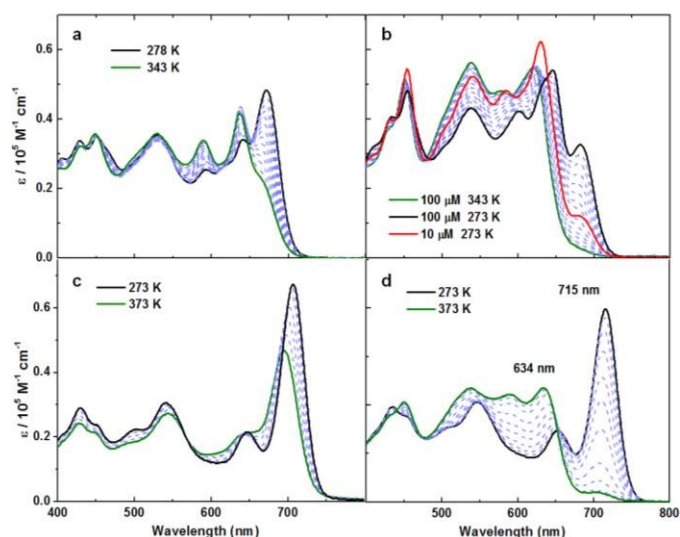 a
278 K
343 K
b
100 μM 343 K
100 μM 273 K
10 μM 273 K
0.6
0.4
0.2
0.0
ε / 10⁵ M⁻¹ cm⁻¹
c
273 K
373 K
d
273 K
373 K
715 nm
634 nm
0.6
0.4
0.2
0.0
ε / 10⁵ M⁻¹ cm⁻¹
400 500 600 700
400 500 600 700 800
Wavelength (nm)
Wavelength (nm)